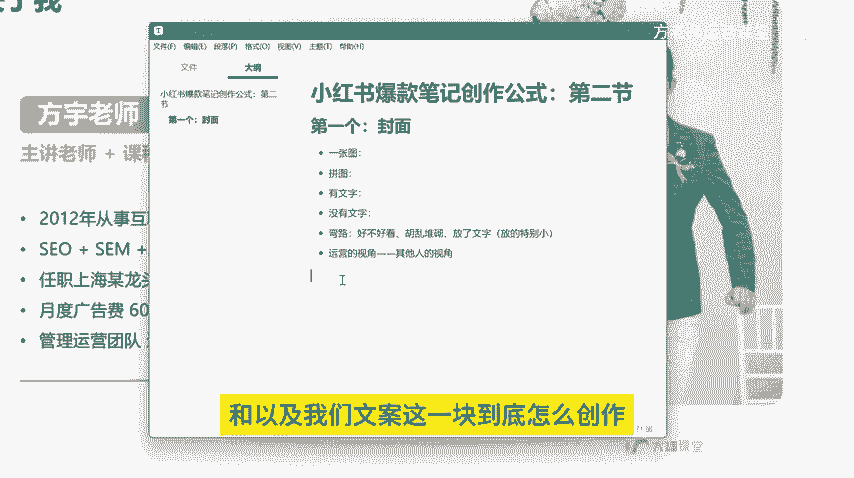 方宇老师
主讲老师 + 课程
2012年从事互联
SEO + SEM +
任职上海某龙头
月度广告费 60
管理运营团队
文件(F) 编辑(E) 段落(P) 格式(O) 视图(V) 主题(T) 帮助(H)
文件 大纲
小红书爆款笔记创作公式：第二
节
第一个：封面
小红书爆款笔记创作公式：第二节
第一个：封面
一张图：
拼图：
有文字：
没有文字：
弯路：好不好看、胡乱堆砌、放了文字（放的特别小）
运营的视角——其他人的视角
和以及我们文案这一块到底怎么创作